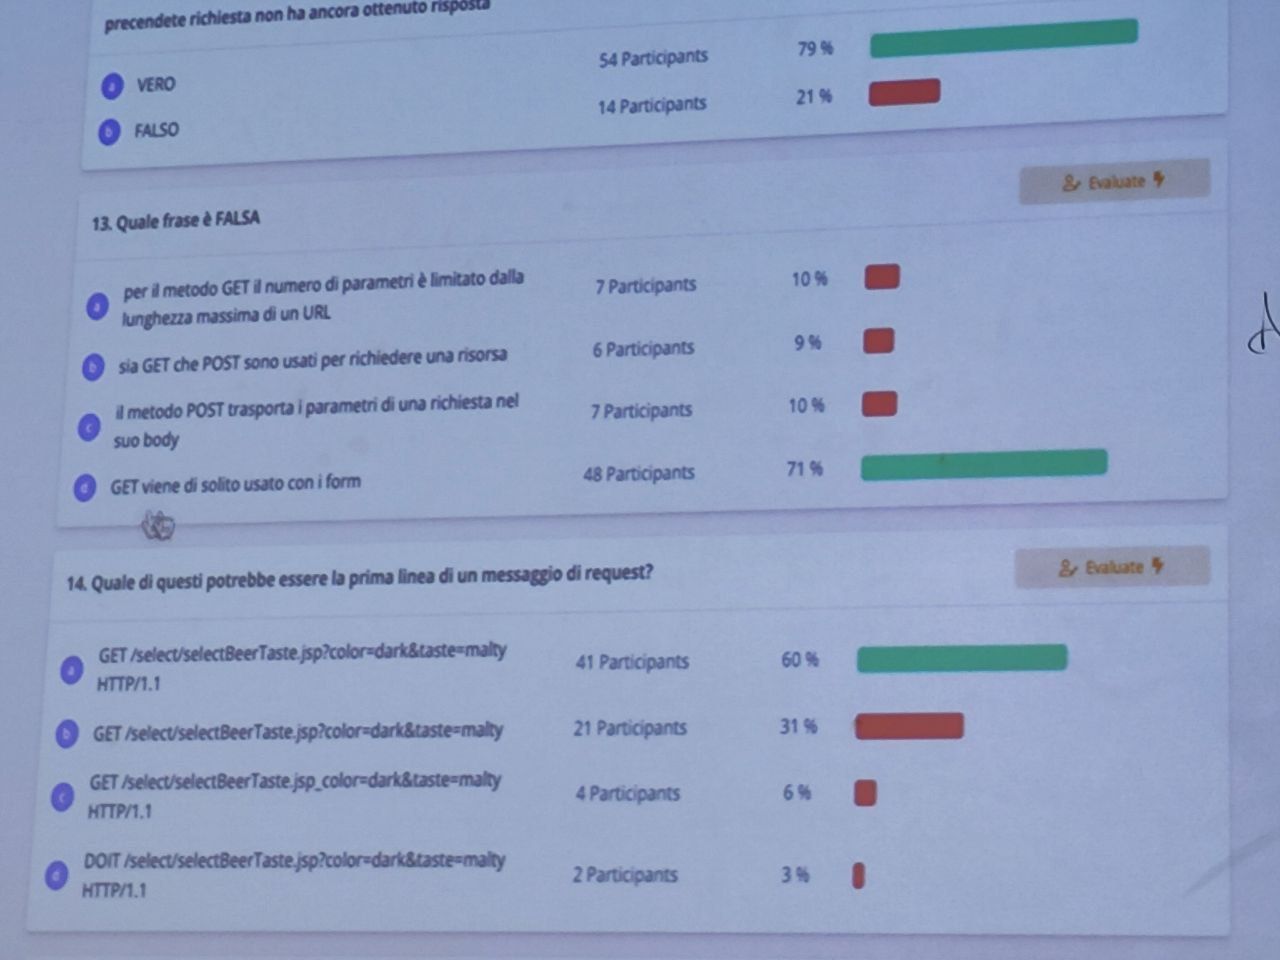 precendete richiesta non ha ancora ottenuto risposta
a VERO 54 Participants 79 %
b FALSO 14 Participants 21 %
13. Quale frase è FALSA Evaluate
a per il metodo GET il numero di parametri è limitato dalla
lunghezza massima di un URL 7 Participants 10 %
b sia GET che POST sono usati per richiedere una risorsa 6 Participants 9 %
c il metodo POST trasporta i parametri di una richiesta nel
suo body 7 Participants 10 %
d GET viene di solito usato con i form 48 Participants 71 %
14. Quale di questi potrebbe essere la prima linea di un messaggio di request? Evaluate
a GET /select/selectBeerTaste.jsp?color=dark&taste=malty
HTTP/1.1 41 Participants 60 %
b GET /select/selectBeerTaste.jsp?color=dark&taste=malty 21 Participants 31 %
c GET /select/selectBeerTaste.jsp_color=dark&taste=malty
HTTP/1.1 4 Participants 6 %
d DOIT /select/selectBeerTaste.jsp?color=dark&taste=malty
HTTP/1.1 2 Participants 3 %